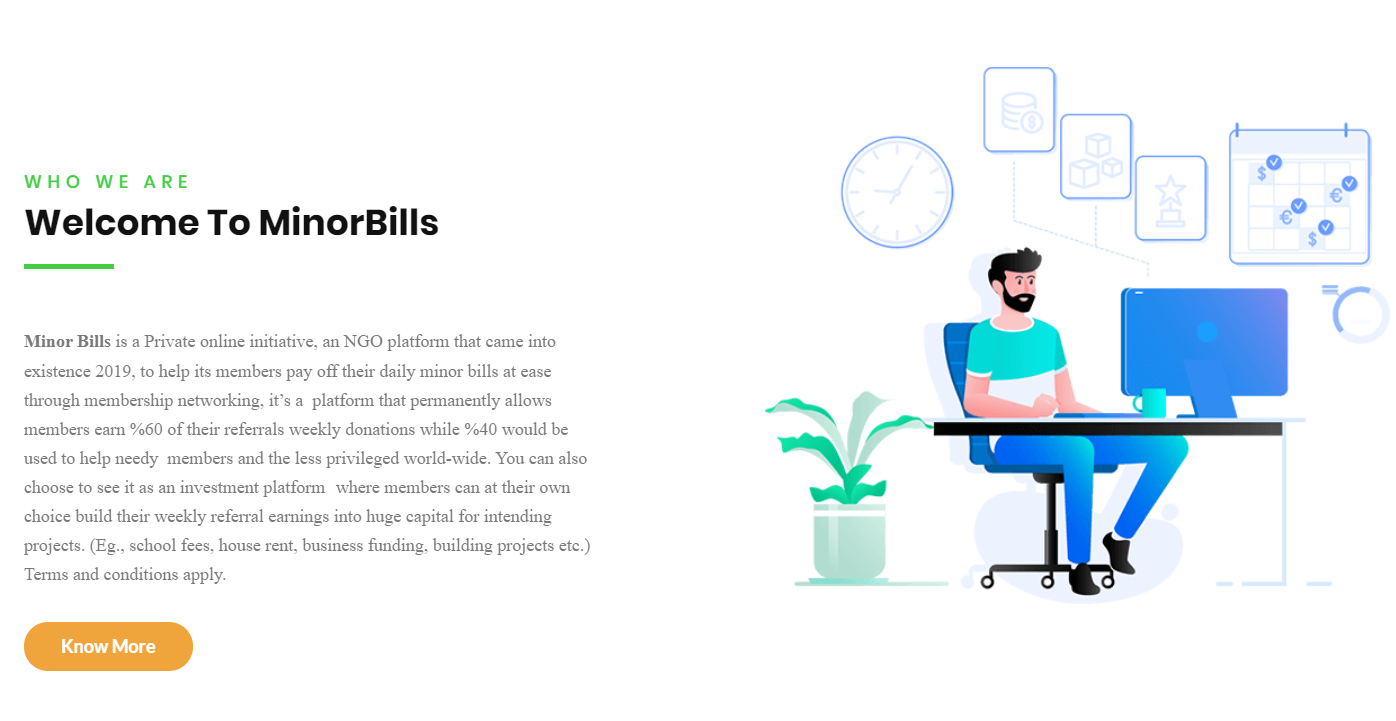 WHO WE ARE
Welcome To MinorBills
Minor Bills is a Private online initiative, an NGO platform that came into
existence 2019, to help its members pay off their daily minor bills at ease
through membership networking, it’s a  platform that permanently allows
members earn %60 of their referrals weekly donations while %40 would be
used to help needy  members and the less privileged world-wide. You can also
choose to see it as an investment platform  where members can at their own
choice build their weekly referral earnings into huge capital for intending
projects. (Eg., school fees, house rent, business funding, building projects etc.)
Terms and conditions apply.
Know More
$
$
€
€
$